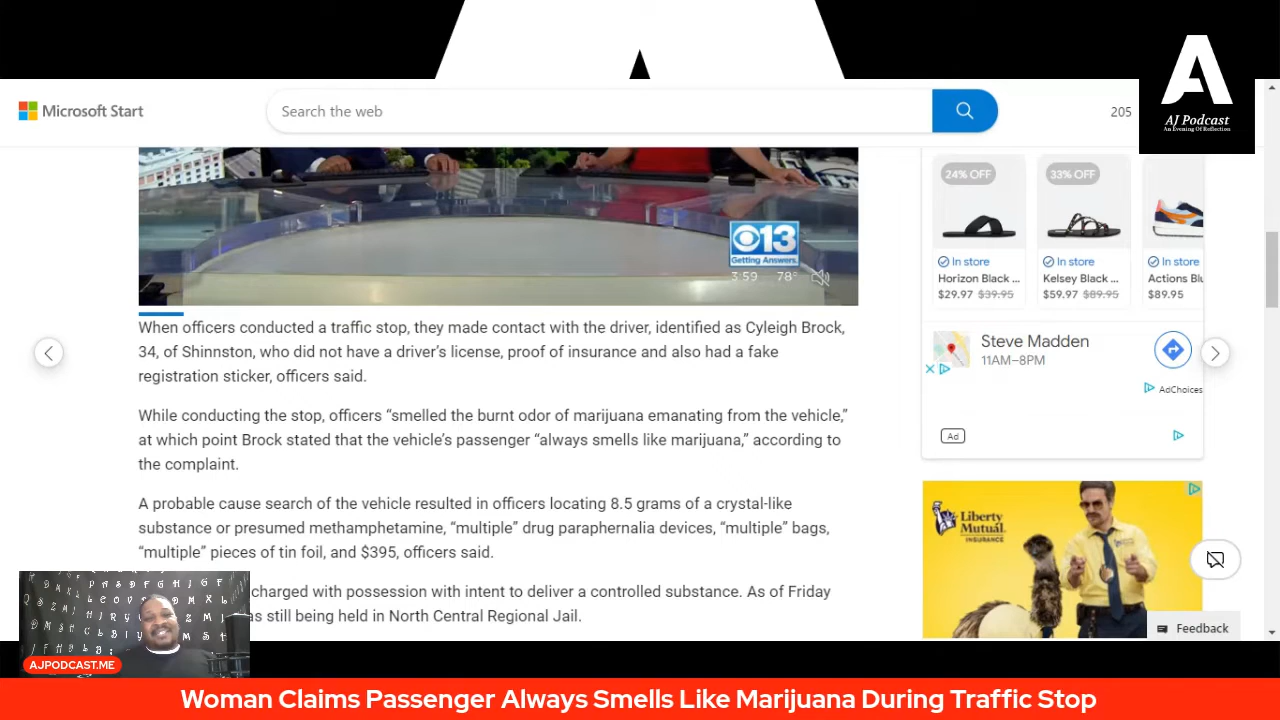 A
AJ Podcast
An Evening Of Reflection
Microsoft Start
Search the web
205
13
Getting Answers.
3:59 78°
When officers conducted a traffic stop, they made contact with the driver, identified as Cyleigh Brock,
34, of Shinnston, who did not have a driver's license, proof of insurance and also had a fake
registration sticker, officers said.
While conducting the stop, officers “smelled the burnt odor of marijuana emanating from the vehicle,”
at which point Brock stated that the vehicle's passenger “always smells like marijuana,” according to
the complaint.
A probable cause search of the vehicle resulted in officers locating 8.5 grams of a crystal-like
substance or presumed methamphetamine, “multiple” drug paraphernalia devices, “multiple” bags,
“multiple” pieces of tin foil, and $395, officers said.
charged with possession with intent to deliver a controlled substance. As of Friday
as still being held in North Central Regional Jail.
24% OFF
33% OFF
In store
In store
In store
Horizon Black ...
Kelsey Black ...
Actions Blu
$29.97 $39.95
$59.97 $89.95
$89.95
Steve Madden
11AM–8PM
AdChoices
Ad
Liberty
Mutual
INSURANCE
Feedback
AJPODCAST.ME
Woman Claims Passenger Always Smells Like Marijuana During Traffic Stop